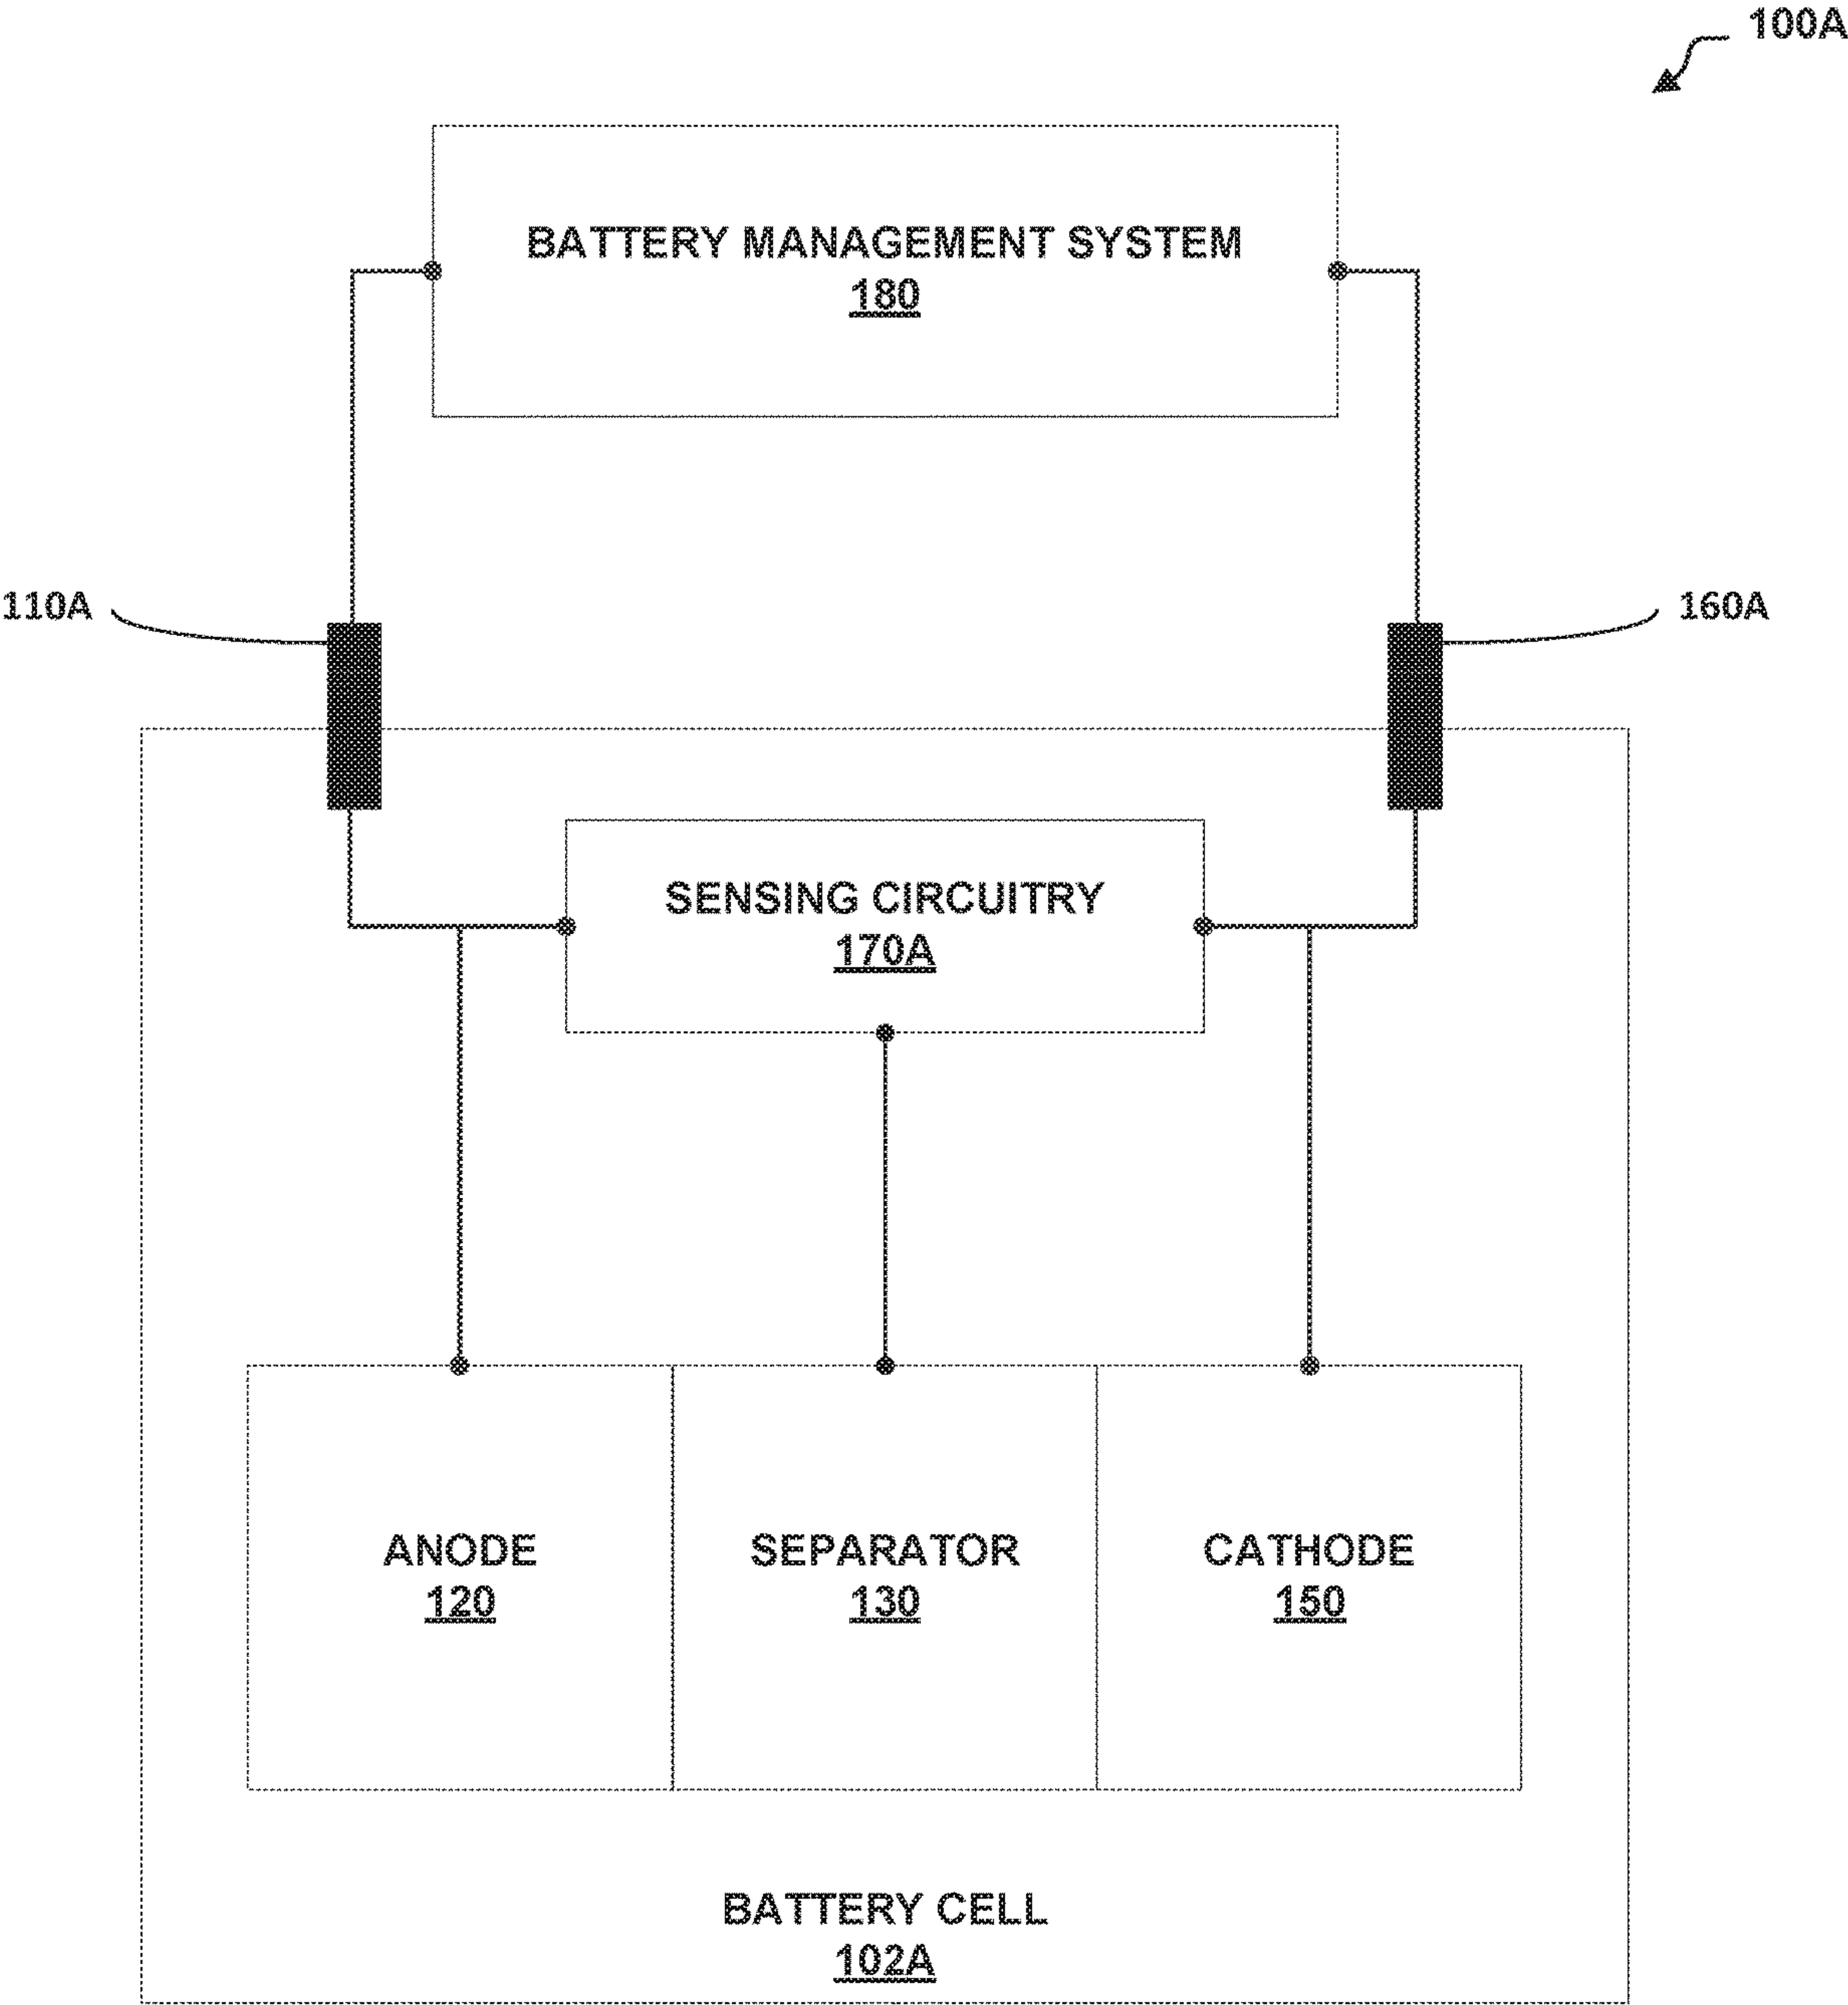 100A
BATTERY MANAGEMENT SYSTEM
180
110A
160A
SENSING CIRCUITRY
170A
ANODE
120
SEPARATOR
130
CATHODE
150
BATTERY CELL
102A